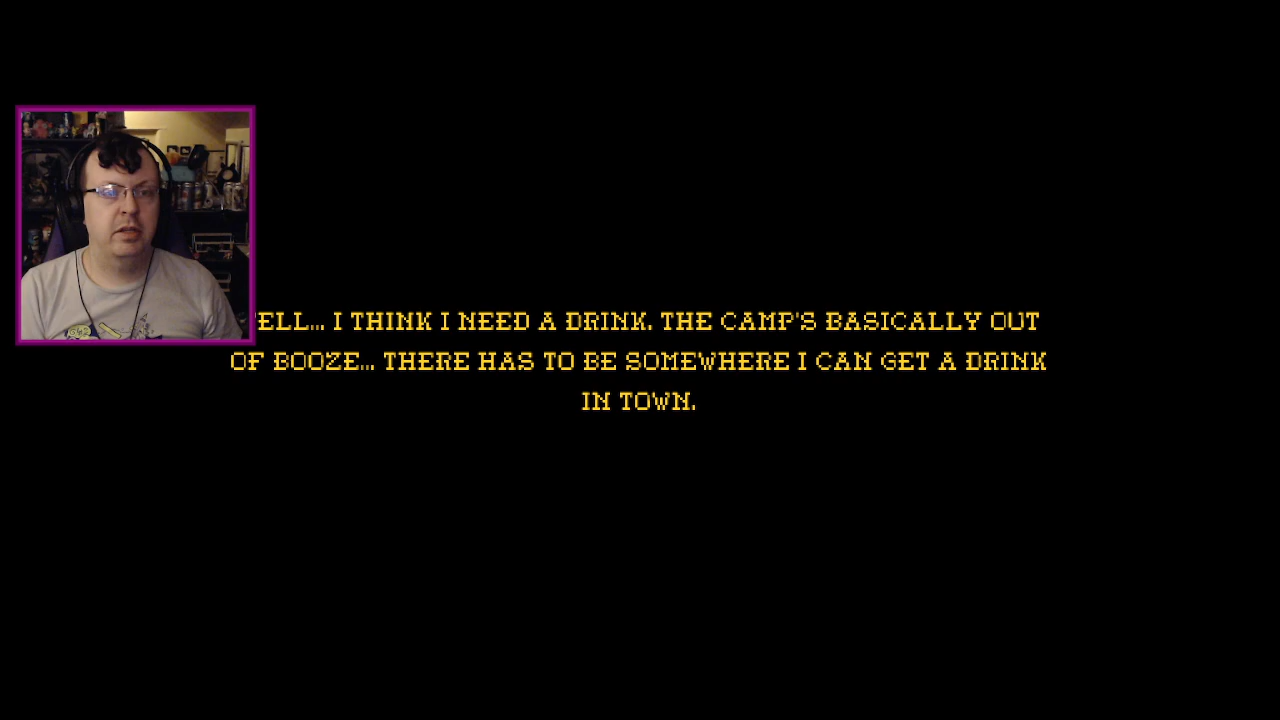 ELL... I THINK I NEED A DRINK. THE CAMP'S BASICALLY OUT
OF BOOZE... THERE HAS TO BE SOMEWHERE I CAN GET A DRINK
IN TOWN.